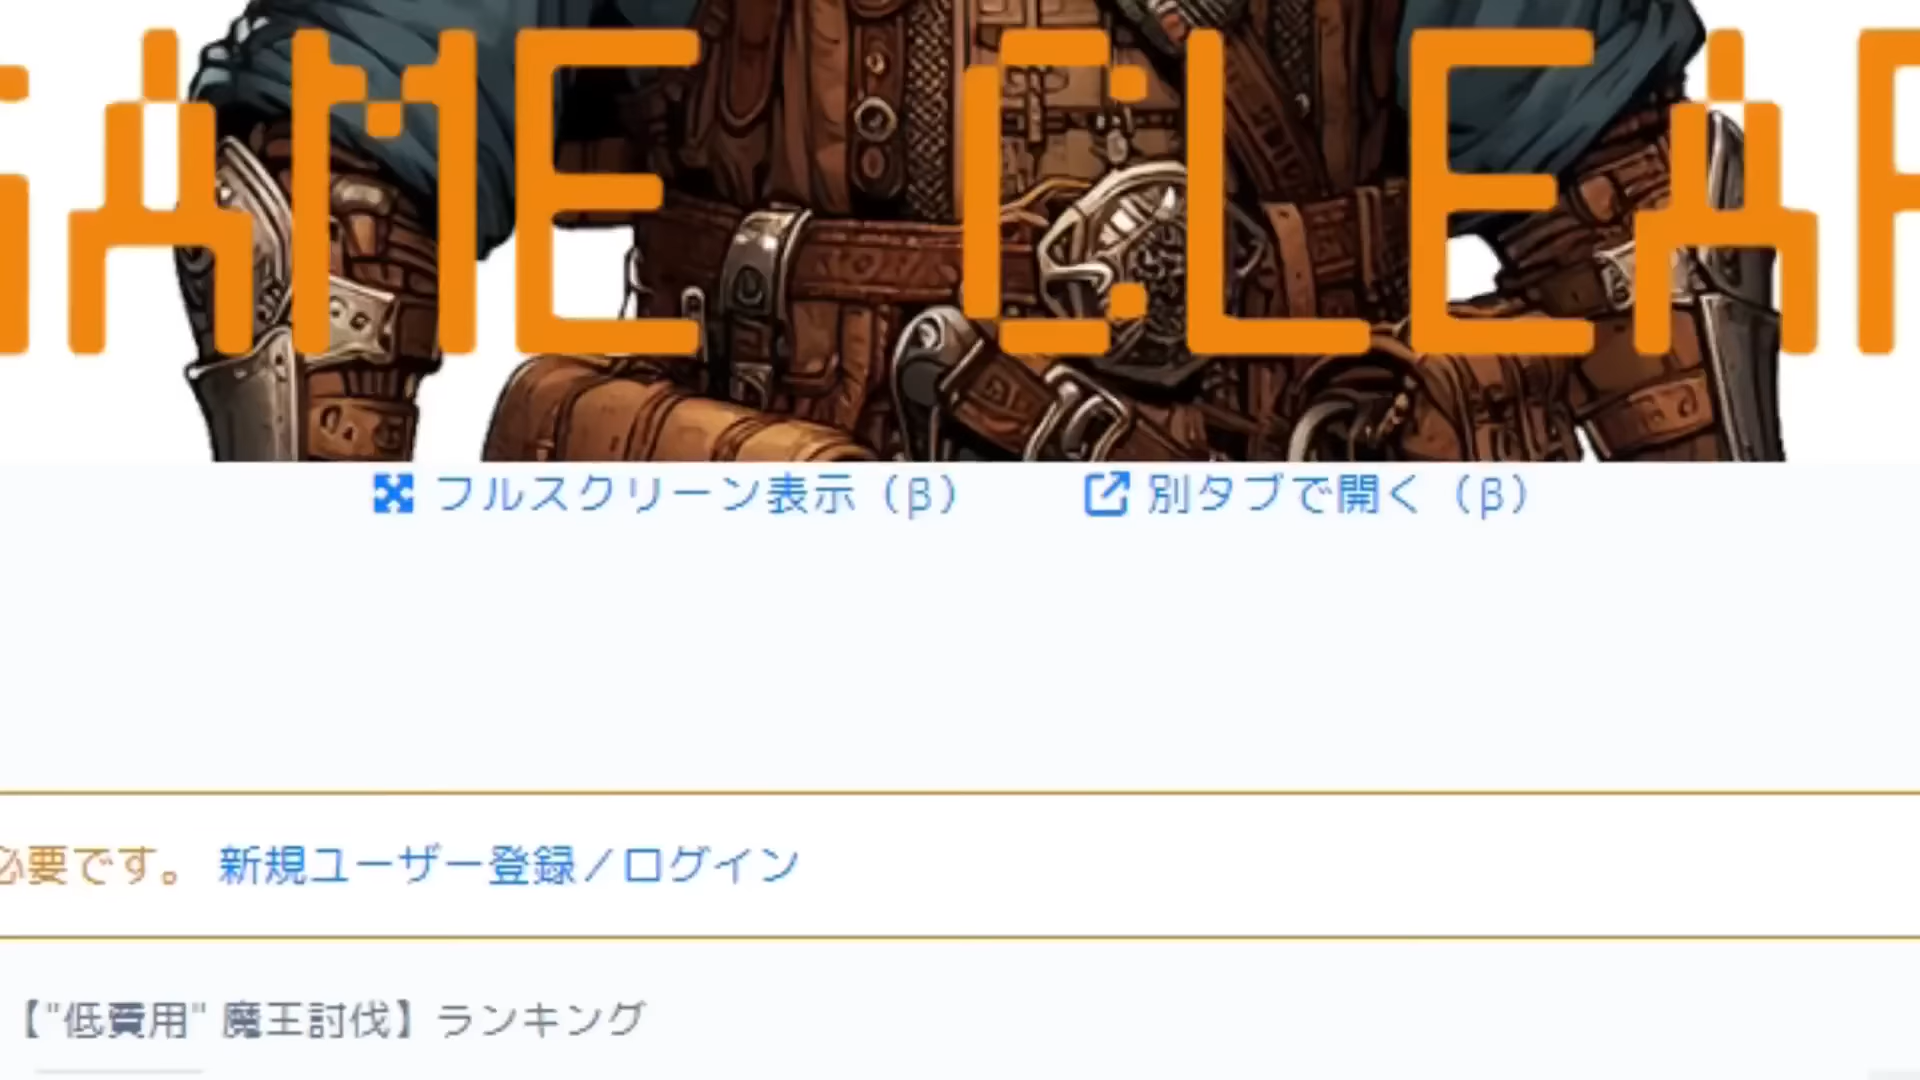 GAME CLEAR
フルスクリーン表示（β） 別タブで開く（β）
必要です。 新規ユーザー登録／ログイン
【"低費用" 魔王討伐】ランキング